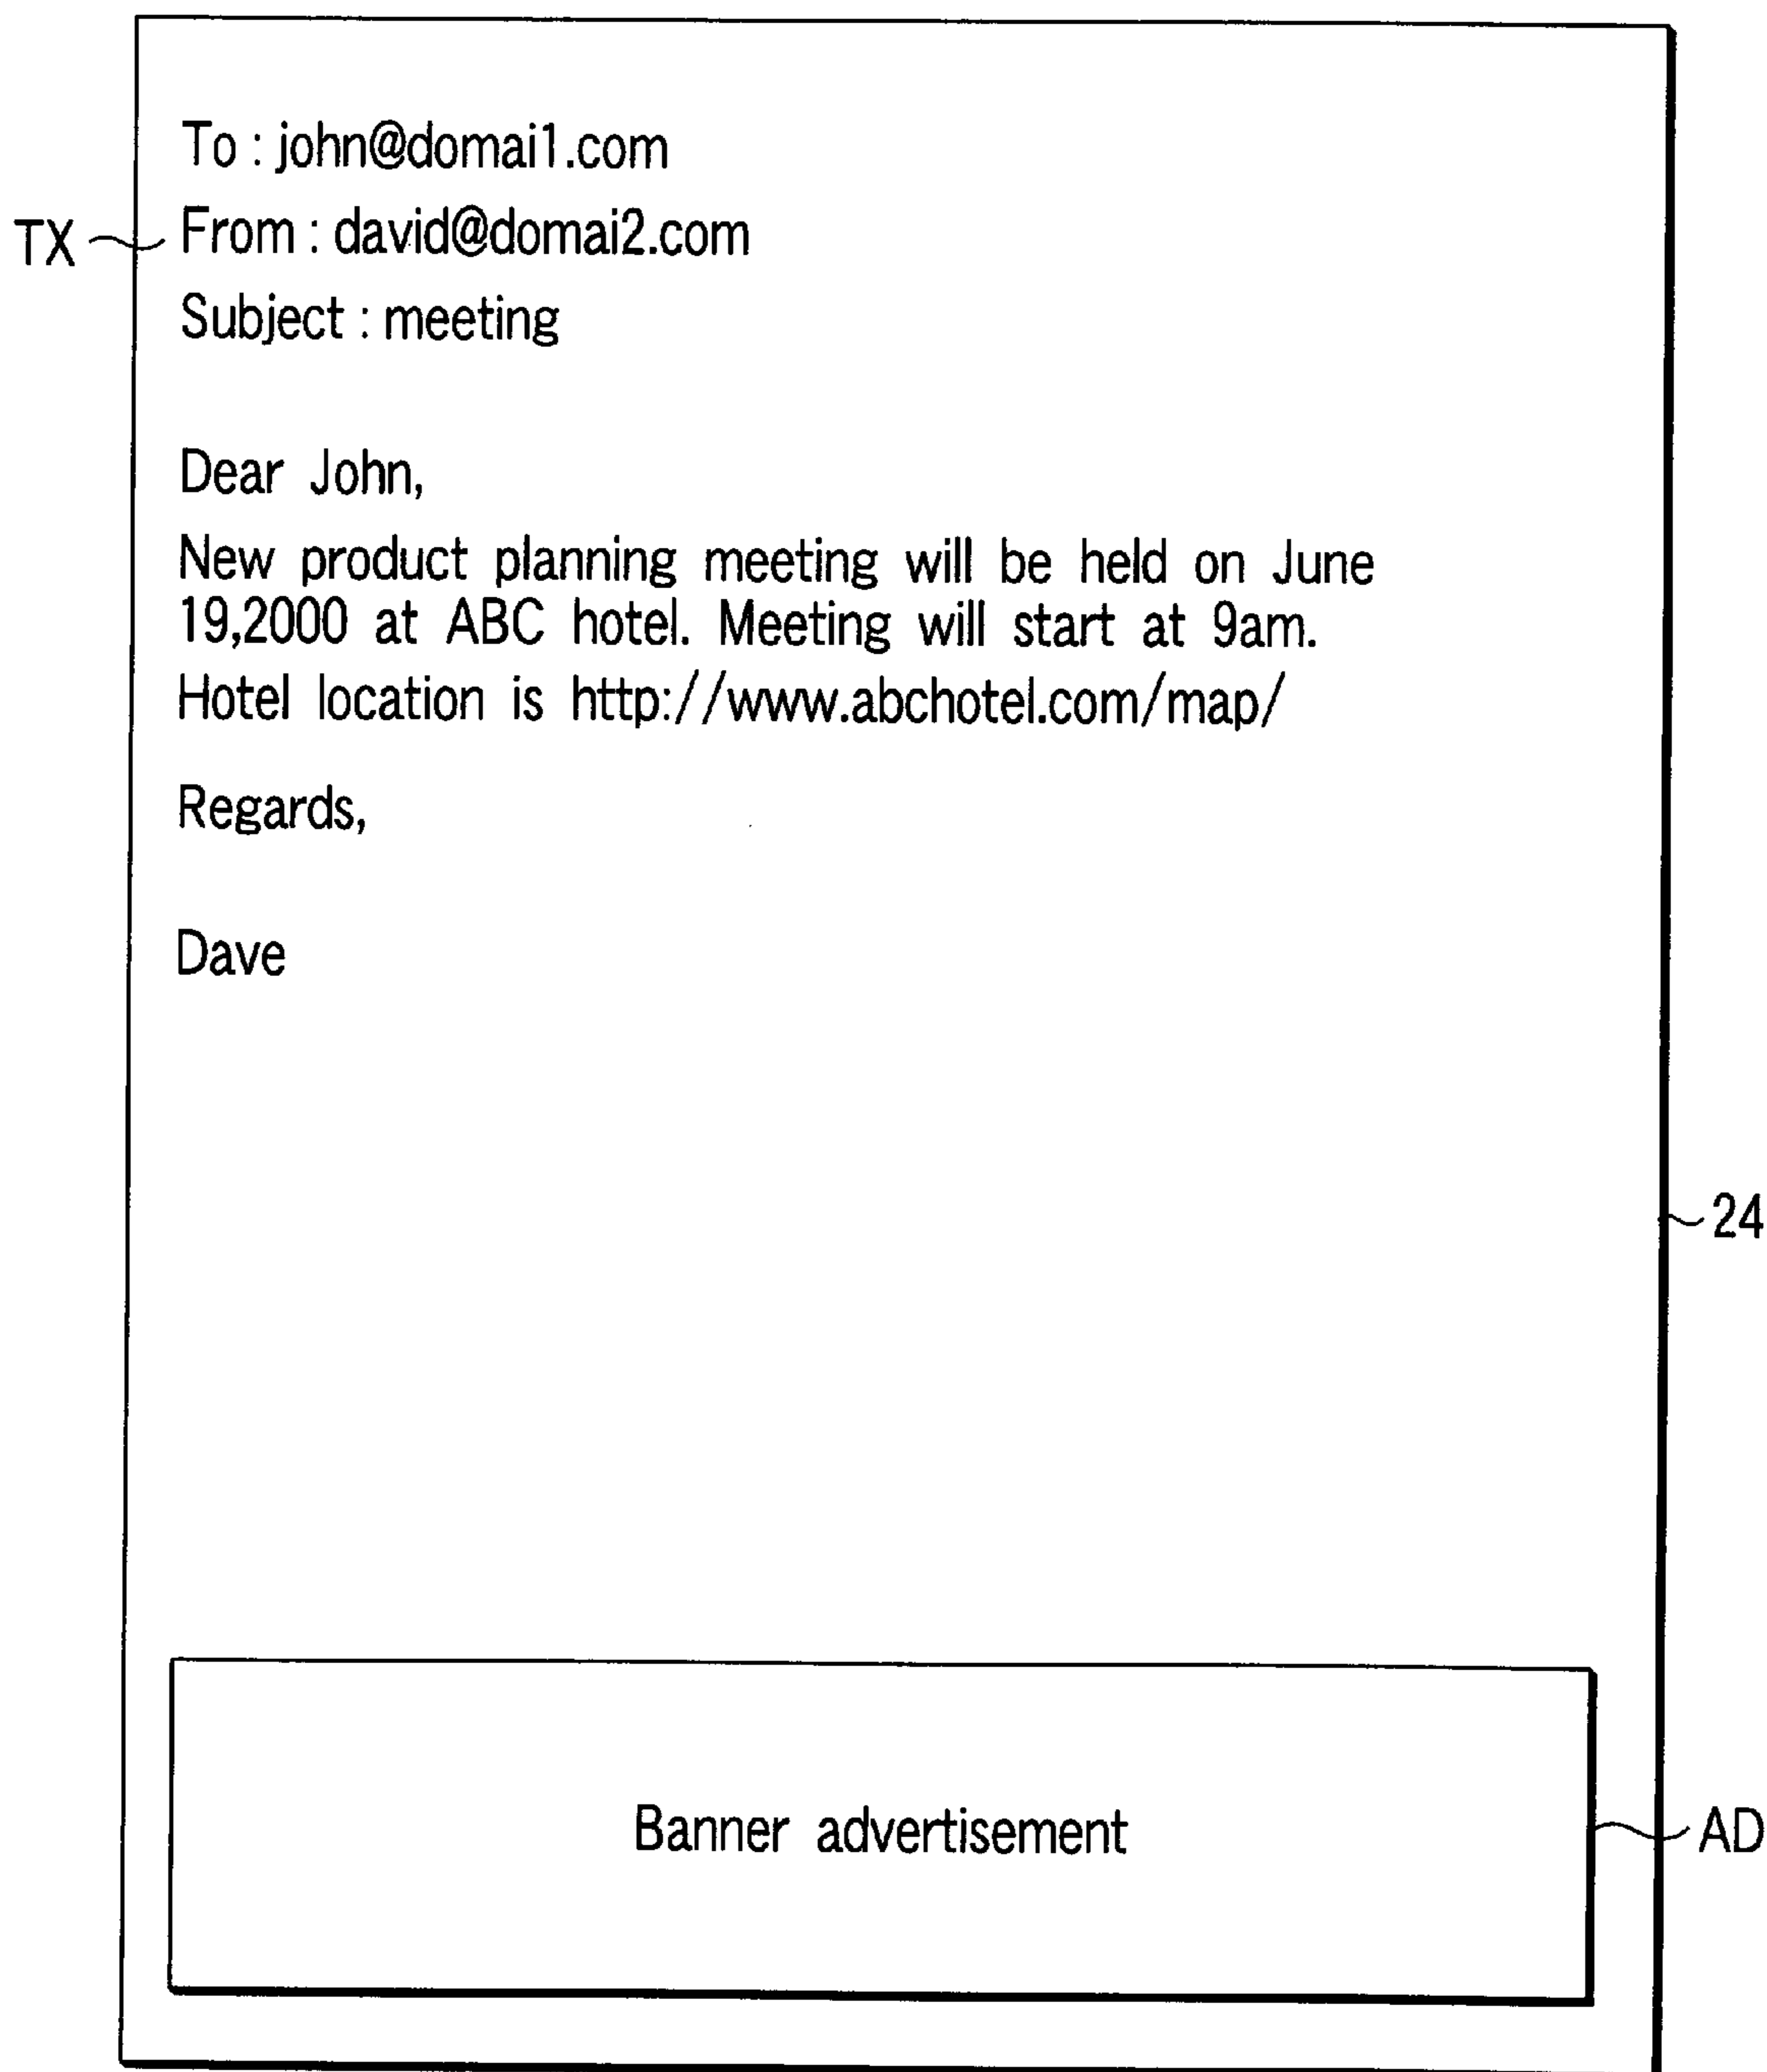 To : john@domai1.com
TX
From : david@domai2.com
Subject : meeting
Dear John,
New product planning meeting will be held on June
19,2000 at ABC hotel. Meeting will start at 9am.
Hotel location is http://www.abchotel.com/map/
Regards,
Dave
24
Banner advertisement
AD